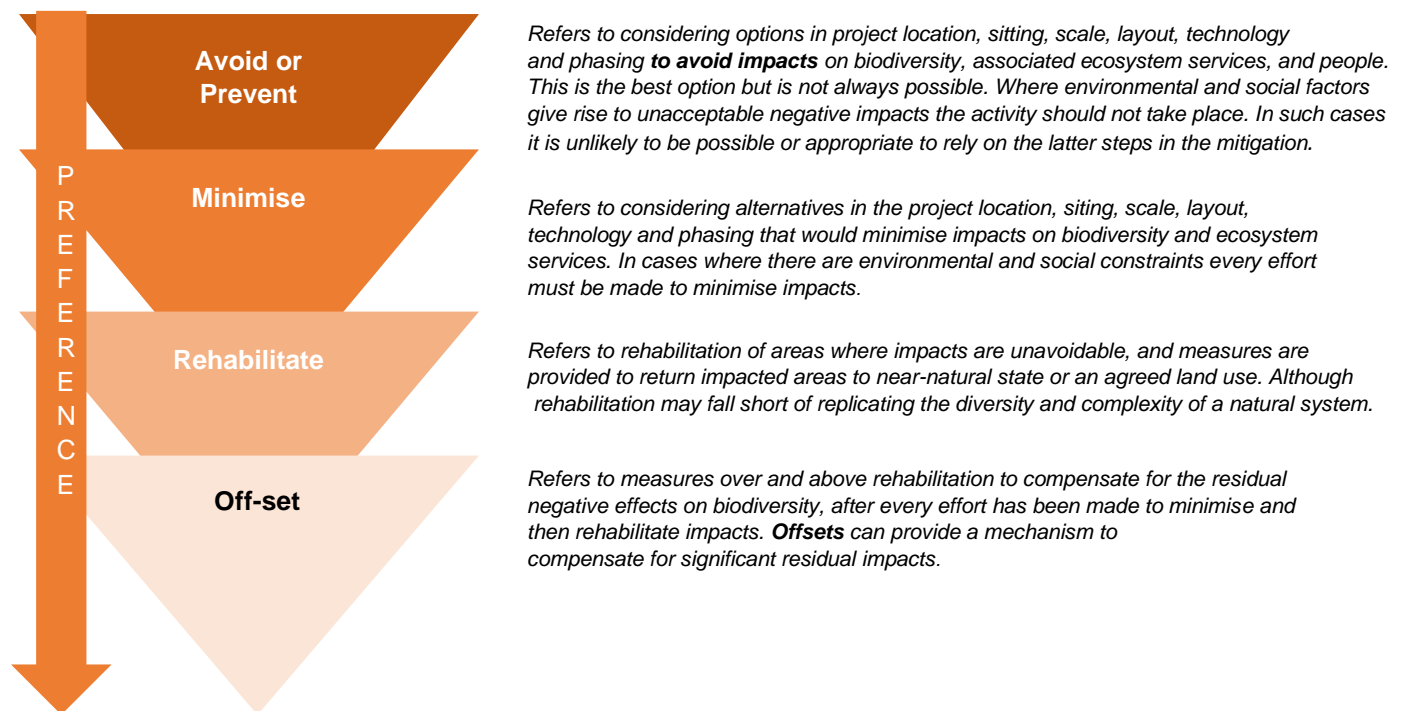 Avoid or
Prevent
Refers to considering options in project location, sitting, scale, layout, technology
and phasing to avoid impacts on biodiversity, associated ecosystem services, and people.
This is the best option but is not always possible. Where environmental and social factors
give rise to unacceptable negative impacts the activity should not take place. In such cases
it is unlikely to be possible or appropriate to rely on the latter steps in the mitigation.
PREFERENCE
Minimise
Refers to considering alternatives in the project location, siting, scale, layout,
technology and phasing that would minimise impacts on biodiversity and ecosystem
services. In cases where there are environmental and social constraints every effort
must be made to minimise impacts.
Rehabilitate
Refers to rehabilitation of areas where impacts are unavoidable, and measures are
provided to return impacted areas to near-natural state or an agreed land use. Although
rehabilitation may fall short of replicating the diversity and complexity of a natural system.
Off-set
Refers to measures over and above rehabilitation to compensate for the residual
negative effects on biodiversity, after every effort has been made to minimise and
then rehabilitate impacts. Offsets can provide a mechanism to
compensate for significant residual impacts.